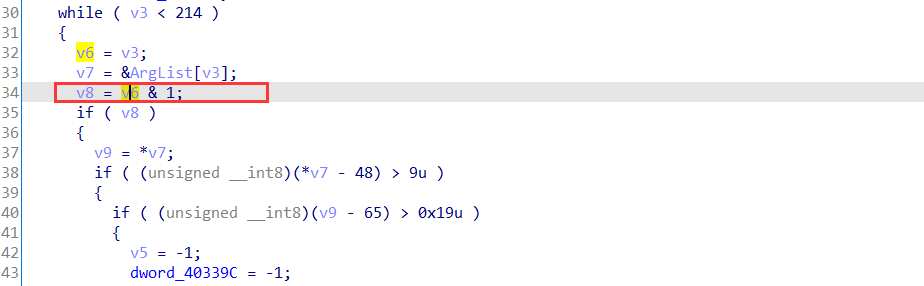 30 while ( v3 < 214 )
31 {
32 v6 = v3;
33 v7 = &ArgList[v3];
34 v8 = v6 & 1;
35 if ( v8 )
36 {
37 v9 = *v7;
38 if ( (unsigned __int8)(*v7 - 48) > 9u )
39 {
40 if ( (unsigned __int8)(v9 - 65) > 0x19u )
41 {
42 v5 = -1;
43 dword_40339C = -1;